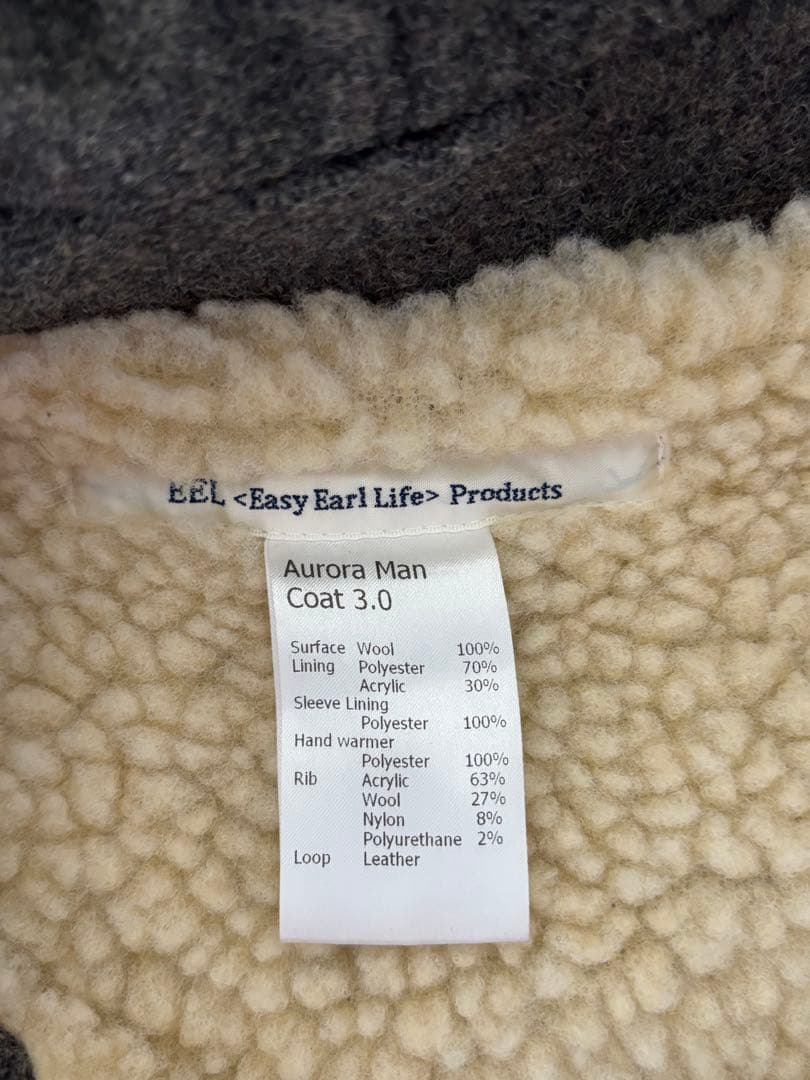 EEL <Easy Earl Life> Products
Aurora Man
Coat 3.0
Surface Wool 100%
Lining Polyester 70%
Acrylic 30%
Sleeve Lining
Polyester 100%
Hand warmer
Polyester 100%
Rib Acrylic 63%
Wool 27%
Nylon 8%
Polyurethane 2%
Loop Leather